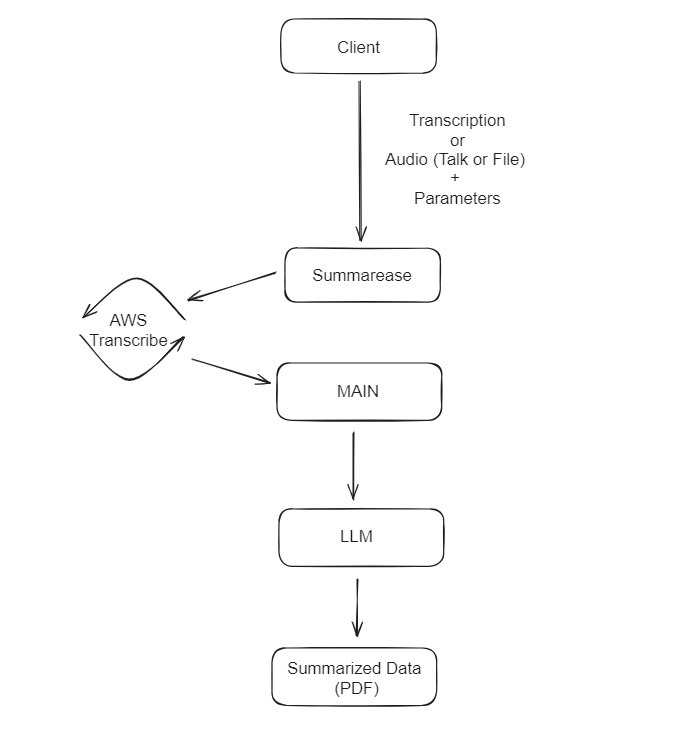 Client
Transcription
or
Audio (Talk or File)
+
Parameters
Summarease
AWS
Transcribe
MAIN
LLM
Summarized Data
(PDF)